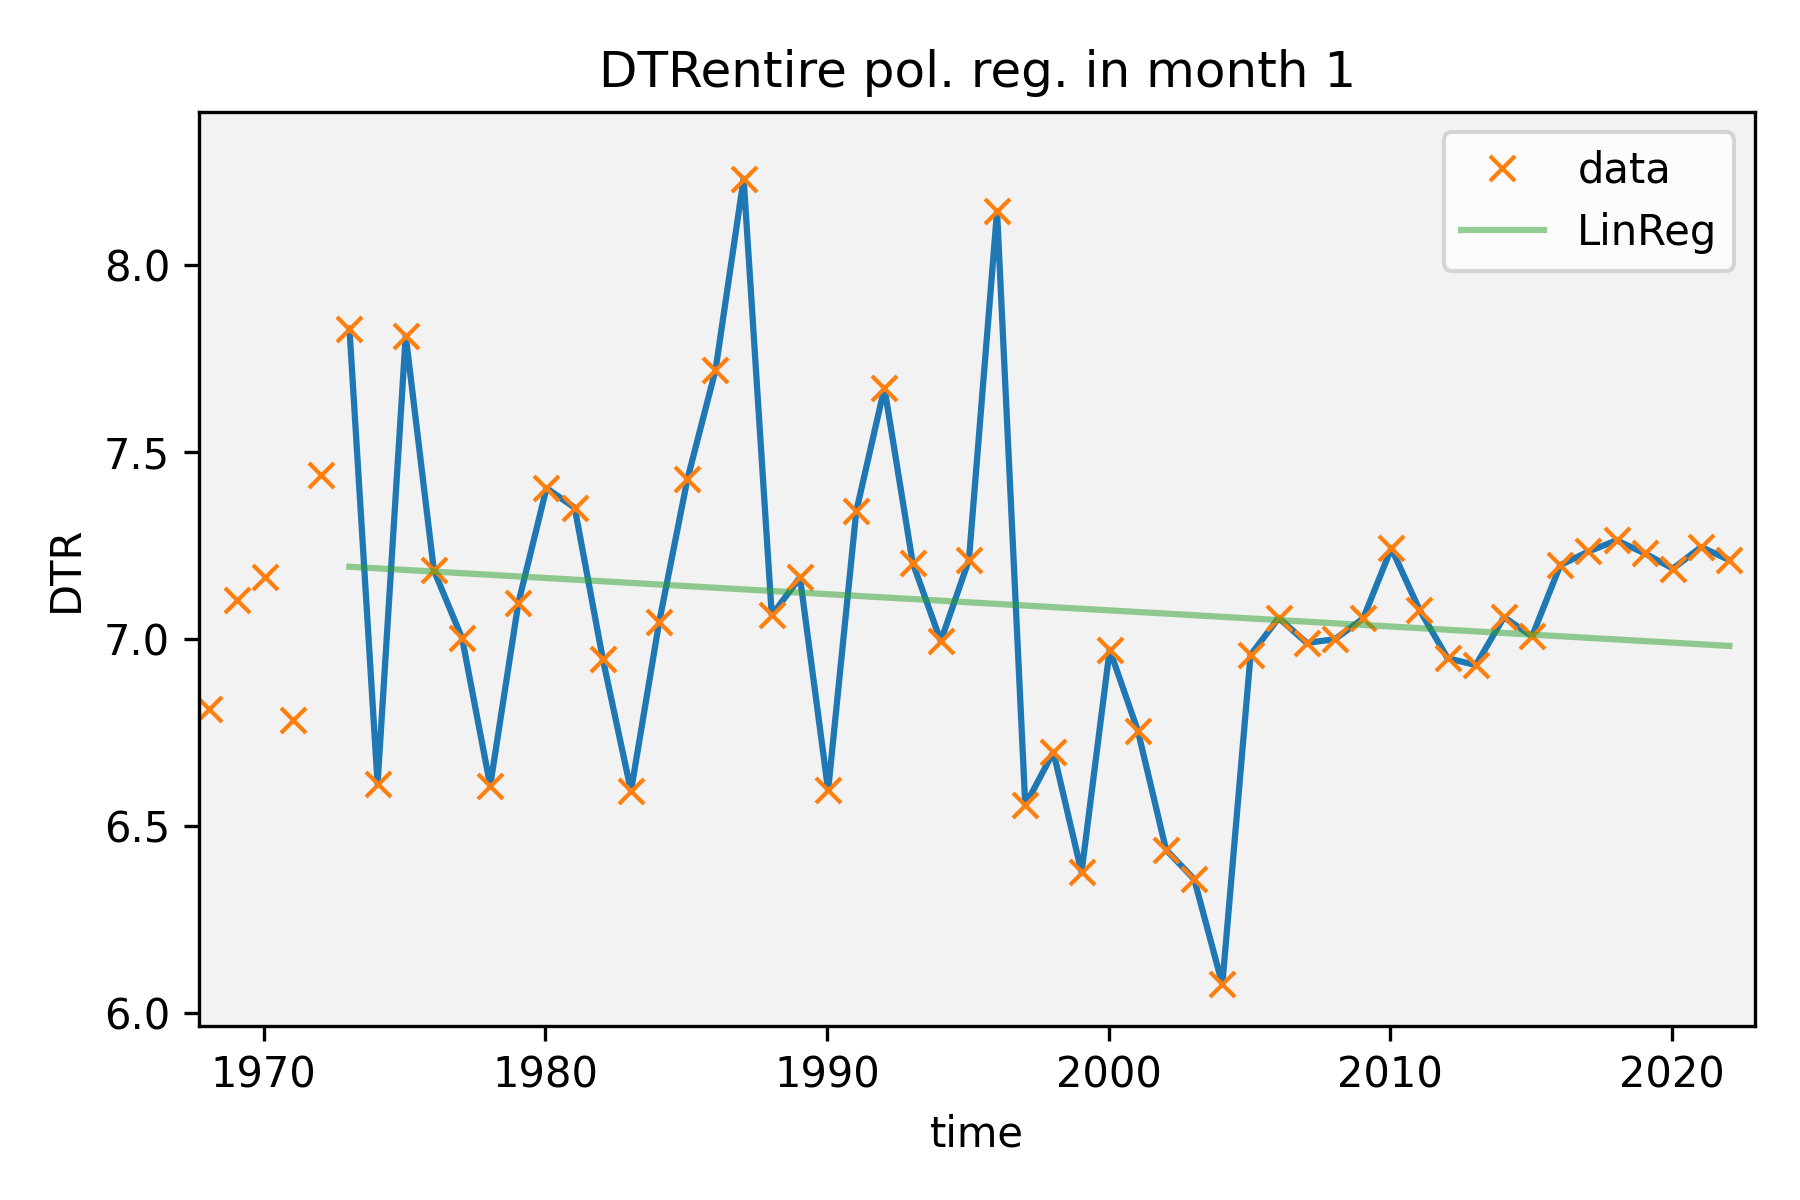 DTRentire pol. reg. in month 1
data
LinReg
DTR
8.0
7.5
7.0
6.5
6.0
1970 1980 1990 2000 2010 2020
time